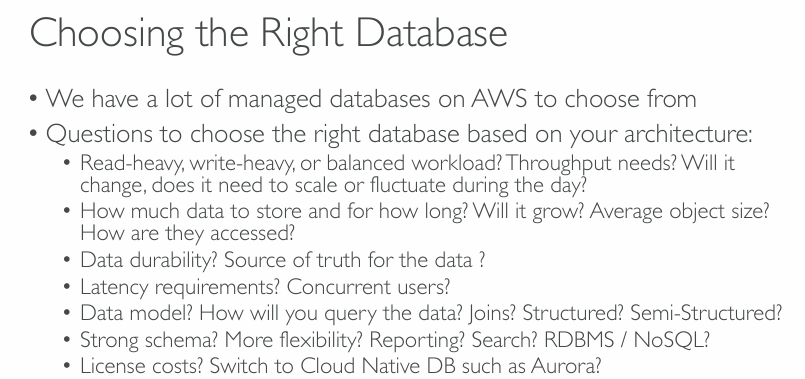 Choosing the Right Database
• We have a lot of managed databases on AWS to choose from
• Questions to choose the right database based on your architecture:
• Read-heavy, write-heavy, or balanced workload? Throughput needs? Will it
change, does it need to scale or fluctuate during the day?
• How much data to store and for how long? Will it grow? Average object size?
How are they accessed?
• Data durability? Source of truth for the data ?
• Latency requirements? Concurrent users?
• Data model? How will you query the data? Joins? Structured? Semi-Structured?
• Strong schema? More flexibility? Reporting? Search? RDBMS / NoSQL?
• License costs? Switch to Cloud Native DB such as Aurora?